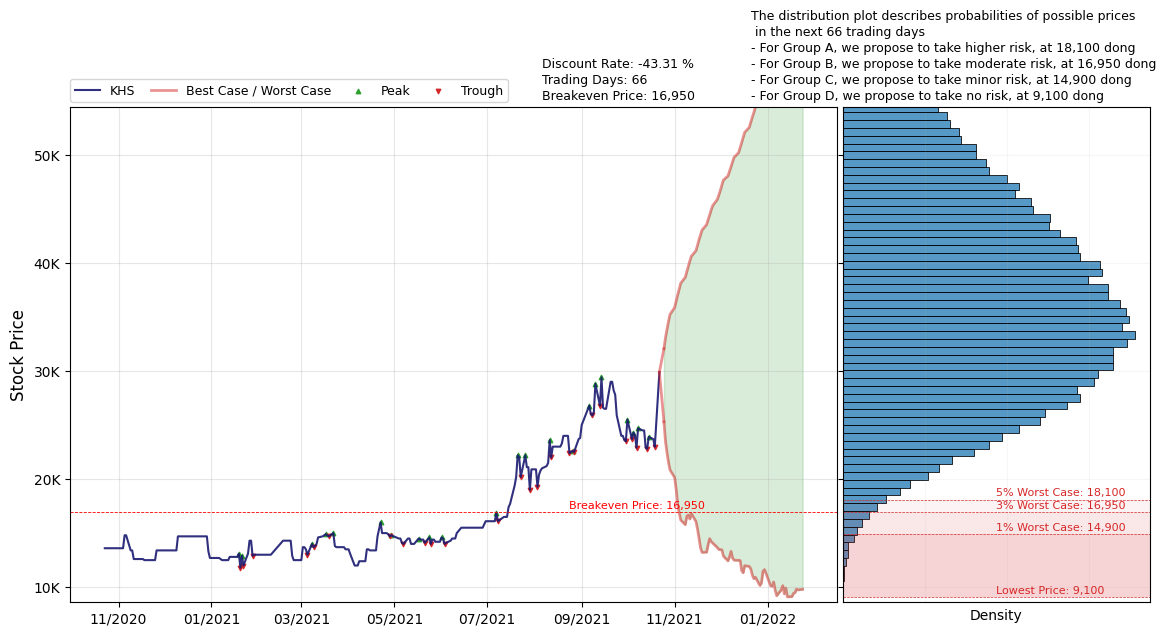 The distribution plot describes probabilities of possible prices
in the next 66 trading days
- For Group A, we propose to take higher risk, at 18,100 dong
- For Group B, we propose to take moderate risk, at 16,950 dong
- For Group C, we propose to take minor risk, at 14,900 dong
- For Group D, we propose to take no risk, at 9,100 dong
Discount Rate: -43.31 %
Trading Days: 66
Breakeven Price: 16,950
KHS
Best Case / Worst Case
Peak
Trough
Stock Price
50K
40K
30K
20K
10K
Breakeven Price: 16,950
11/2020
01/2021
03/2021
05/2021
07/2021
09/2021
11/2021
01/2022
5% Worst Case: 18,100
3% Worst Case: 16,950
1% Worst Case: 14,900
Lowest Price: 9,100
Density